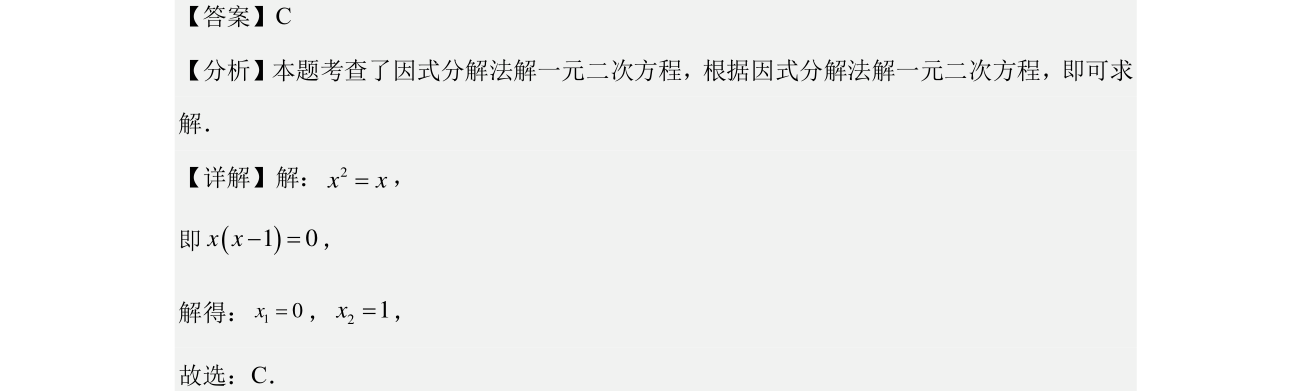 【答案】C
【分析】本题考查了因式分解法解一元二次方程，根据因式分解法解一元二次方程，即可求
解．
【详解】解：x² = x，
即 x(x−1)=0，
解得：x₁=0，x₂=1，
故选：C．